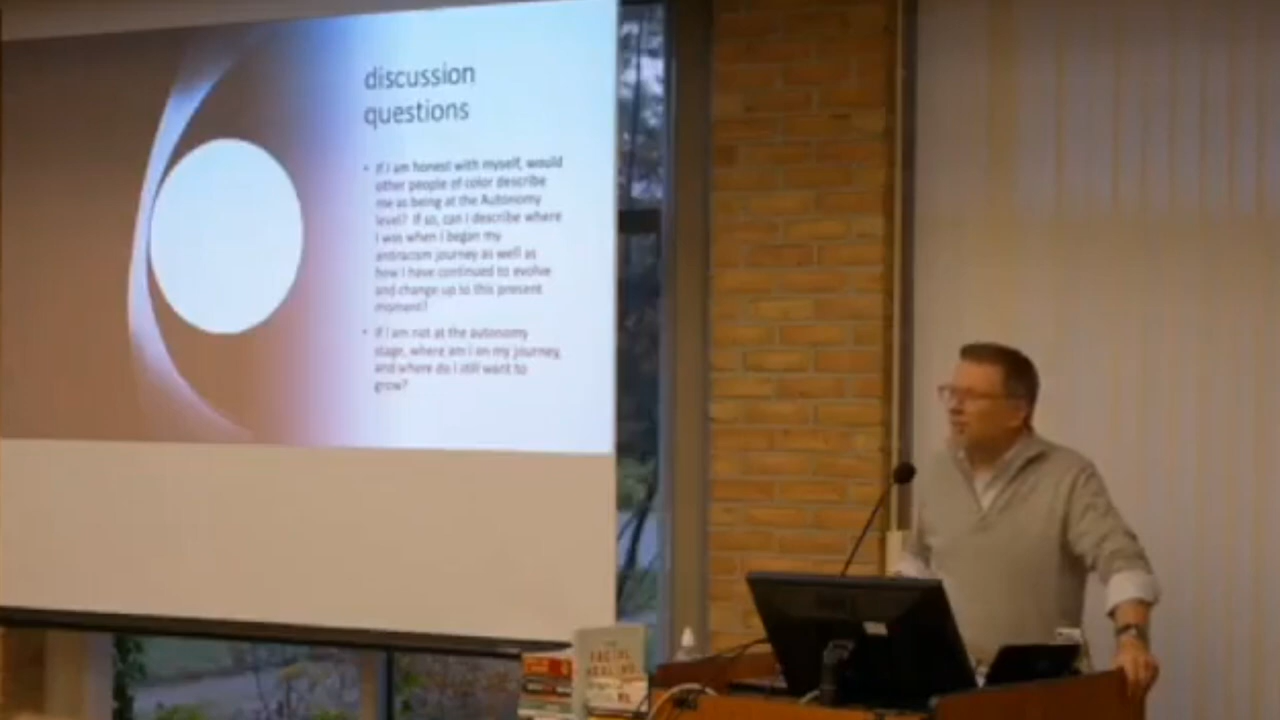 discussion
questions
• If I am honest with myself, would
other people of color describe
me as being at the Autonomy
level? If so, can I describe where
I was when I began my
antiracism journey as well as
how I have continued to evolve
and change up to this present
moment?
• If I am not at the autonomy
stage, where am I on my journey,
and where do I still want to
grow?
RACIAL
HEALING